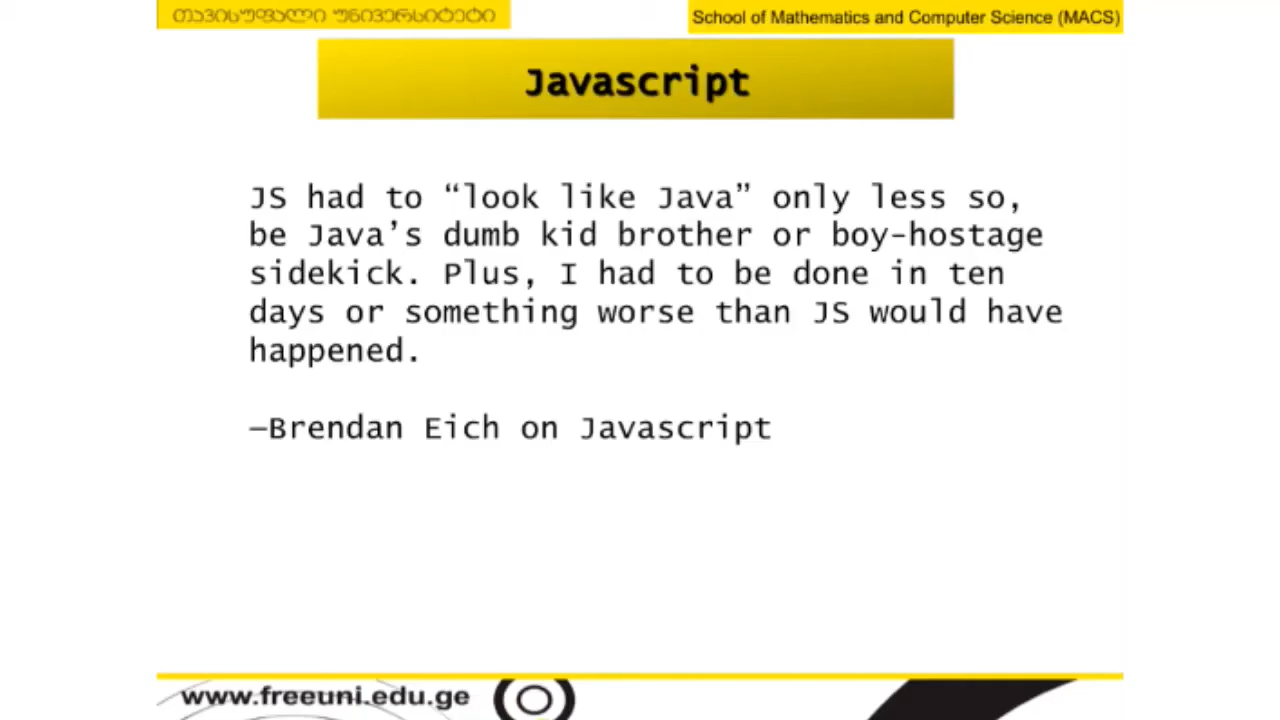 თავისუფალი უნივერსიტეტი
School of Mathematics and Computer Science (MACS)
Javascript
JS had to “look like Java” only less so,
be Java’s dumb kid brother or boy-hostage
sidekick. Plus, I had to be done in ten
days or something worse than JS would have
happened.
—Brendan Eich on Javascript
www.freeuni.edu.ge